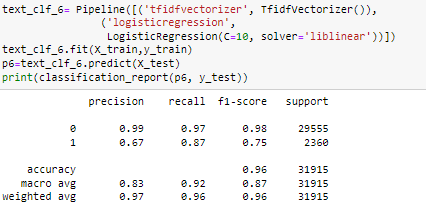 text_clf_6= Pipeline([('tfidfvectorizer', TfidfVectorizer()),
('logisticregression',
LogisticRegression(C=10, solver='liblinear'))])
text_clf_6.fit(X_train,y_train)
p6=text_clf_6.predict(X_test)
print(classification_report(p6, y_test))
precision recall f1-score support
0 0.99 0.97 0.98 29555
1 0.67 0.87 0.75 2360
accuracy 0.96 31915
macro avg 0.83 0.92 0.87 31915
weighted avg 0.97 0.96 0.96 31915